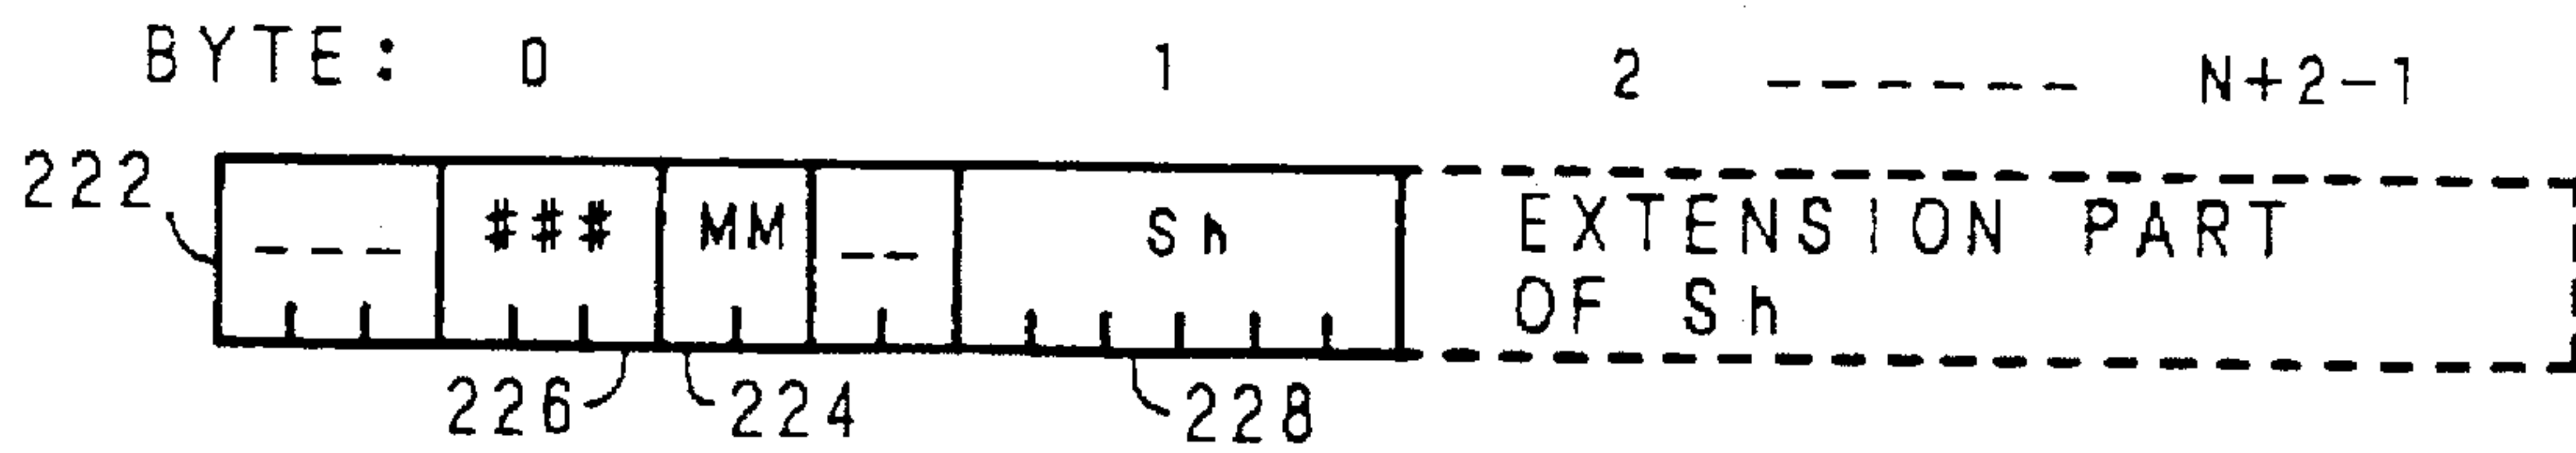 BYTE: 0 1 2 ------ N+2-1
222
--- ### MM -- Sh EXTENSION PART
OF Sh
226 224 228